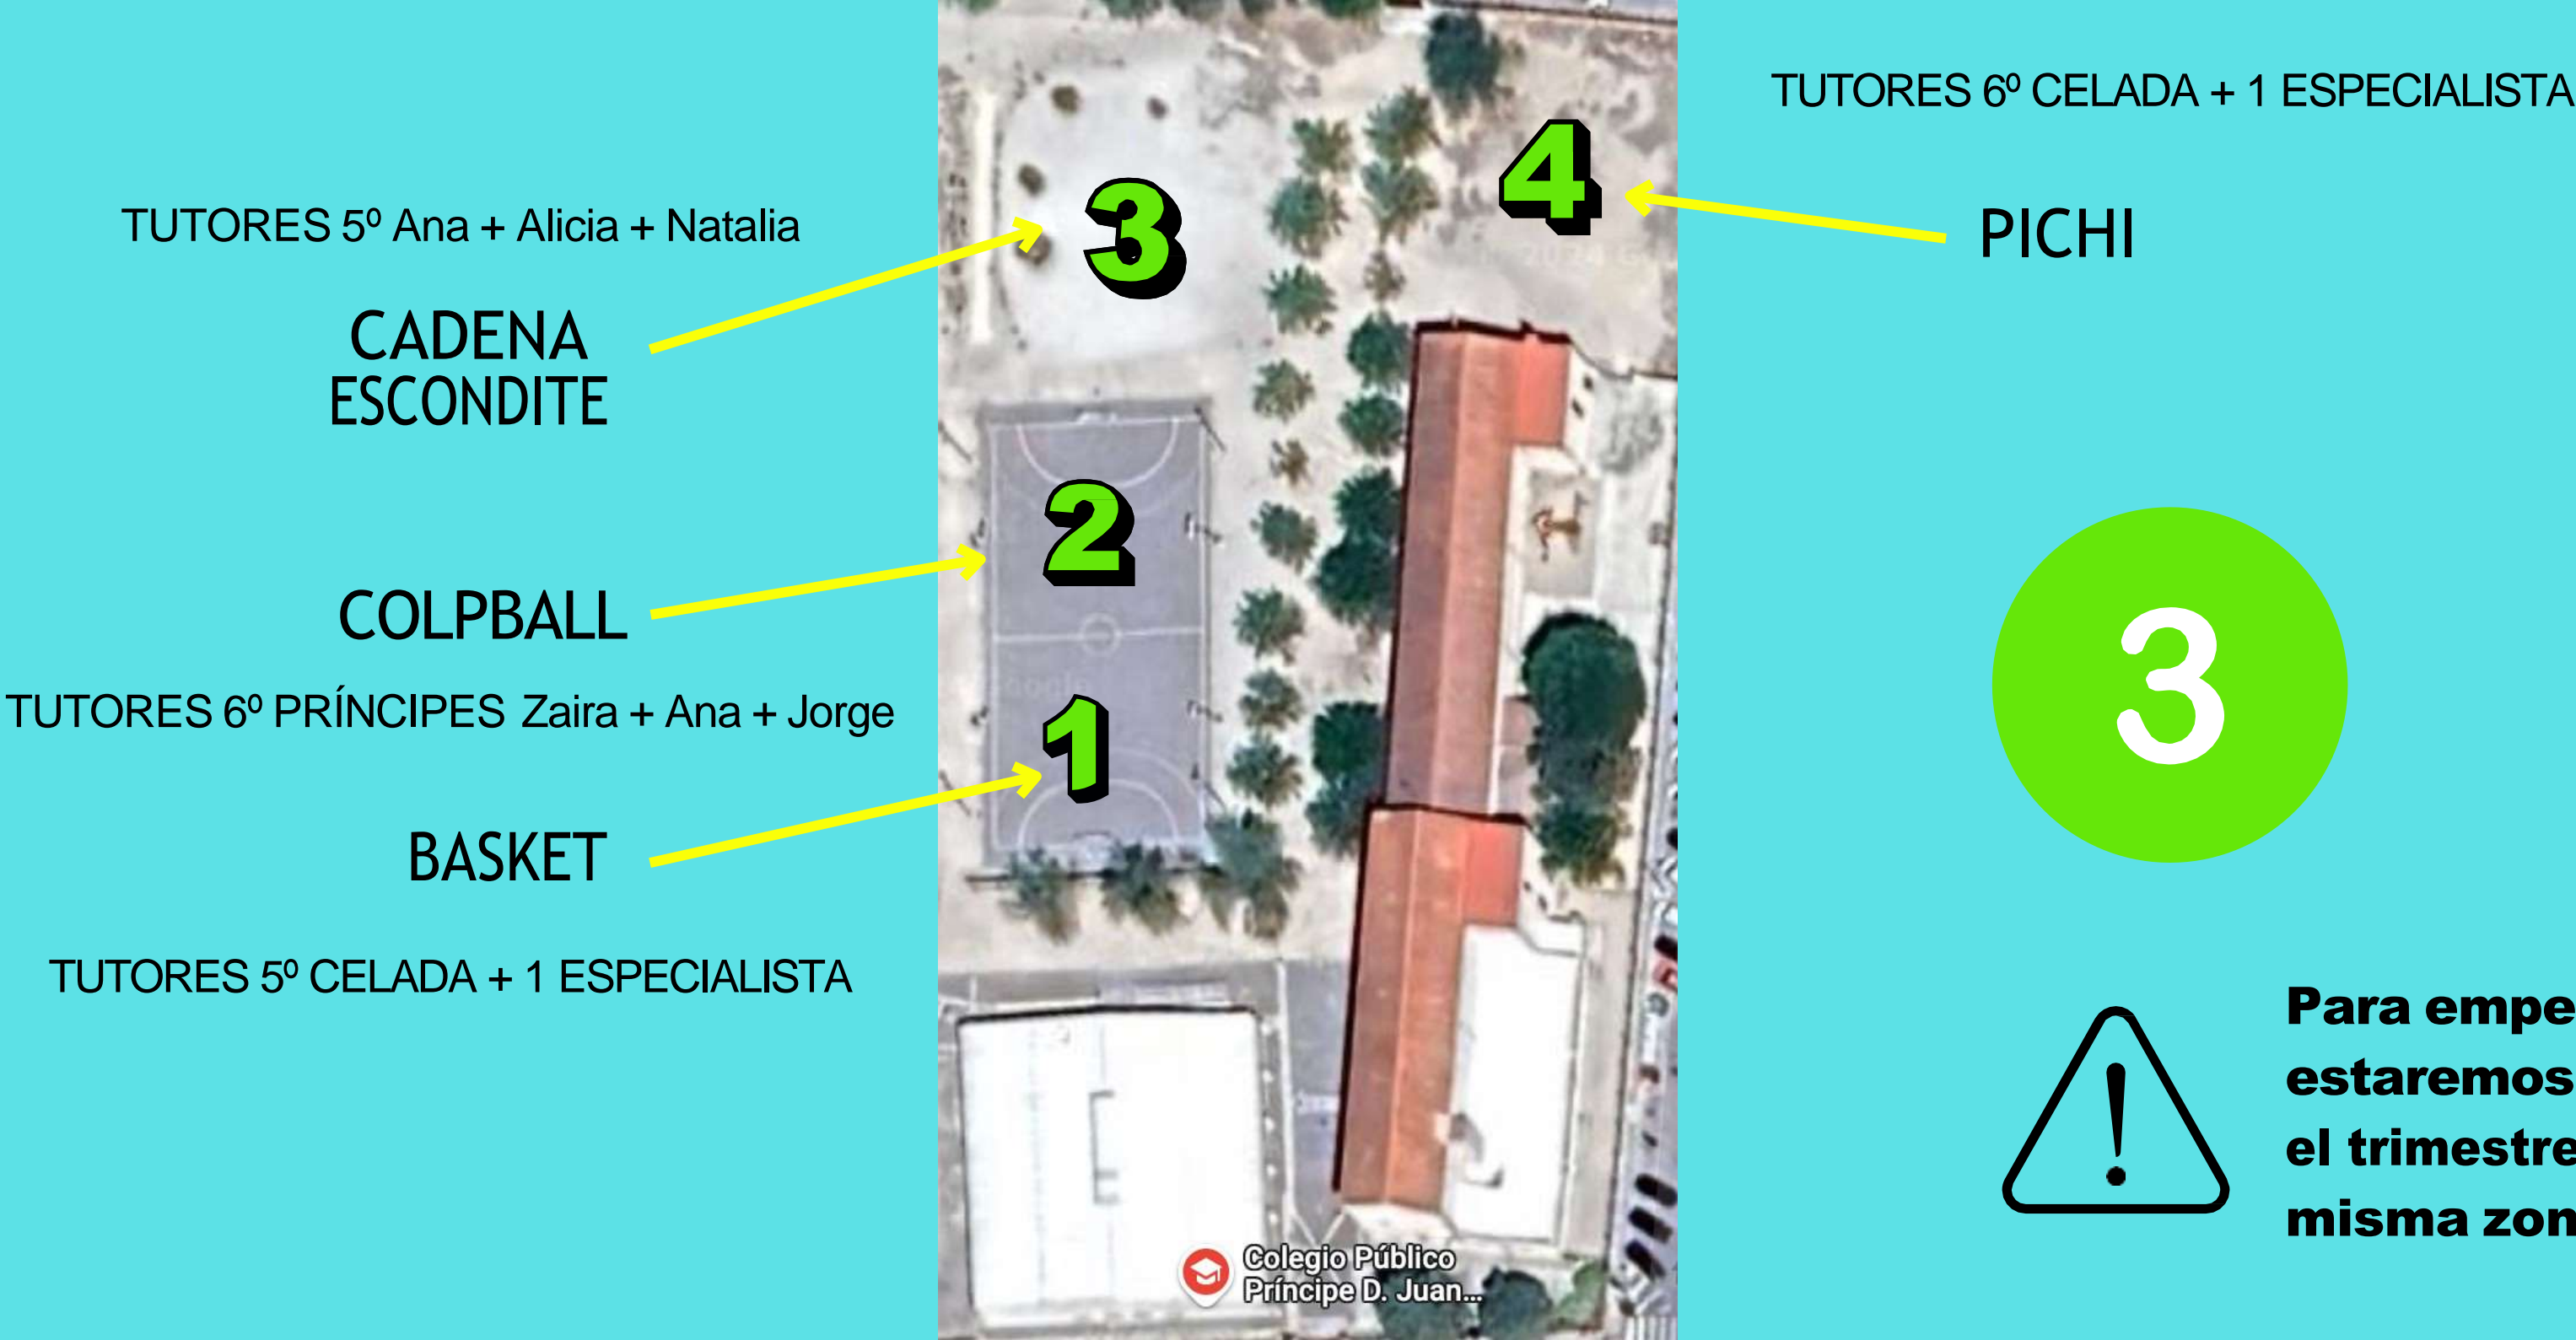 TUTORES 6º CELADA + 1 ESPECIALISTA
TUTORES 5º Ana + Alicia + Natalia
CADENA
ESCONDITE
PICHI
COLPBALL
TUTORES 6º PRÍNCIPES Zaira + Ana + Jorge
BASKET
TUTORES 5º CELADA + 1 ESPECIALISTA
4
3
2
1
Colegio Público
Príncipe D. Juan...
3
Para empe
estaremos
el trimestre
misma zon